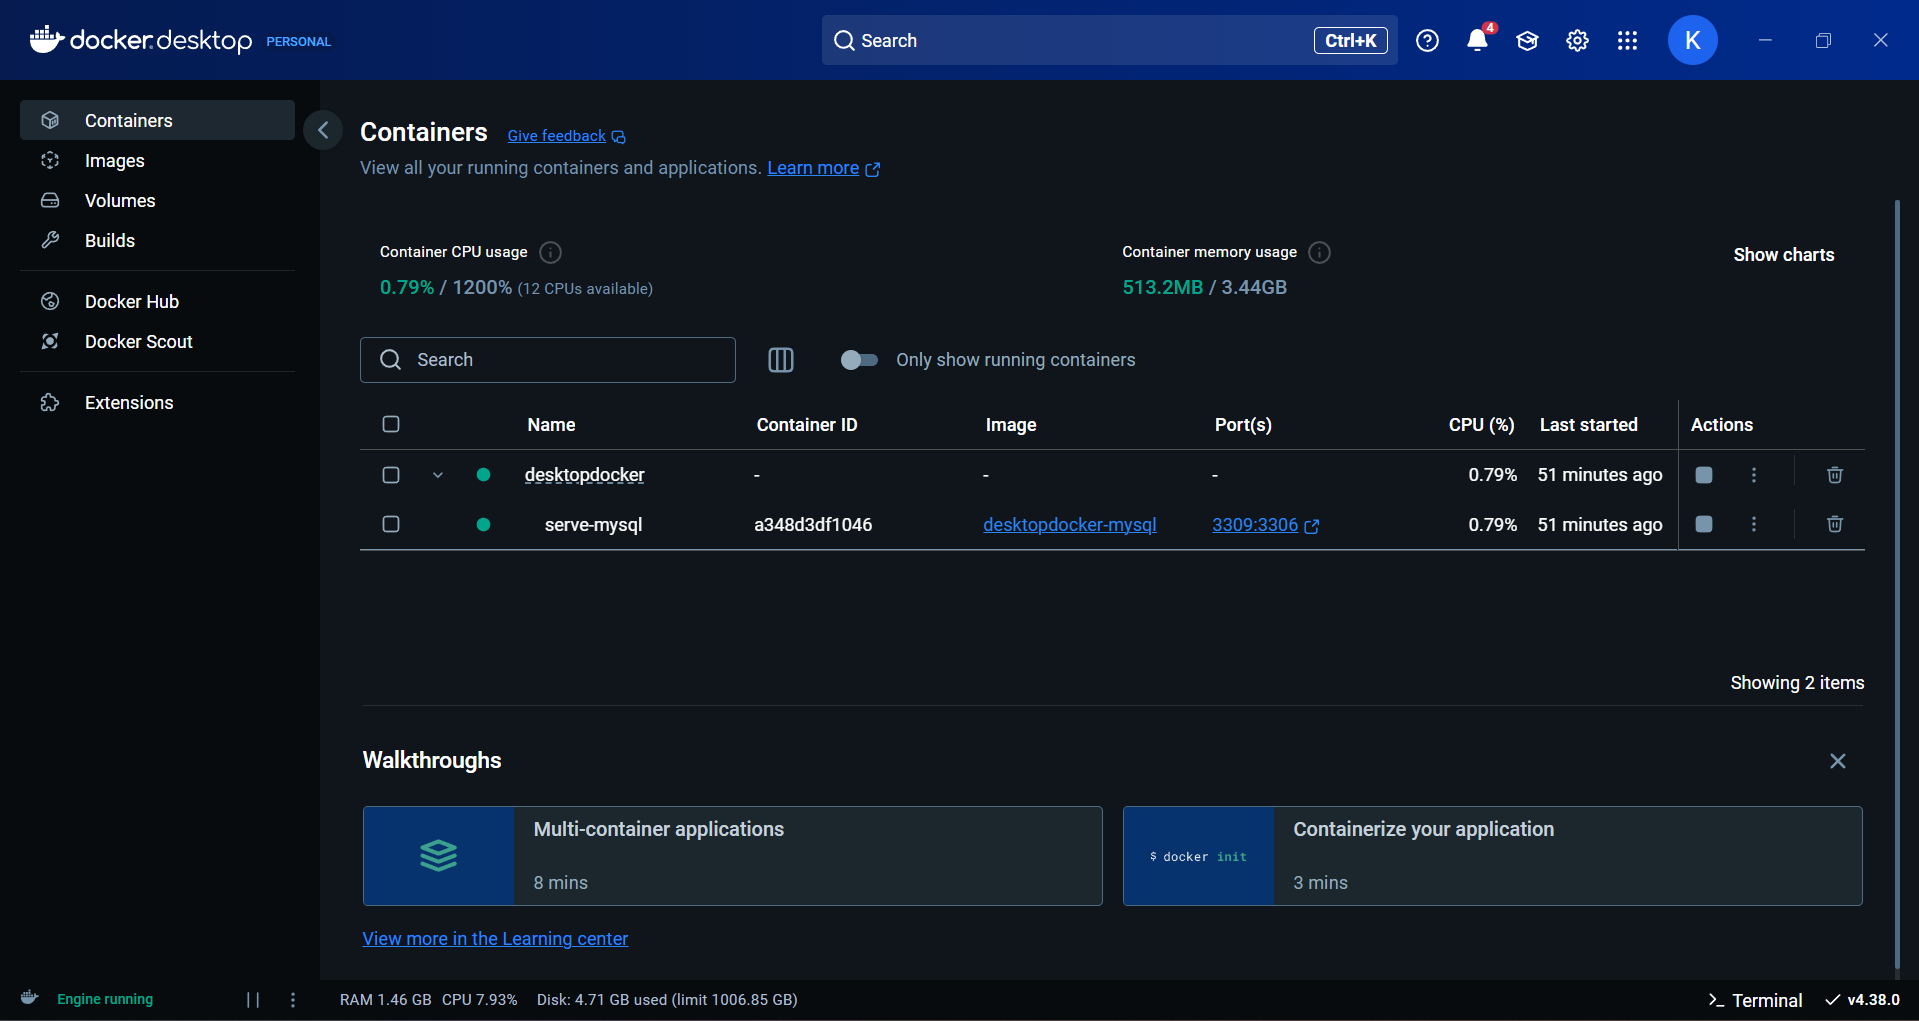 docker.desktop PERSONAL
Search Ctrl+K
4
K
Containers
Images
Volumes
Builds
Docker Hub
Docker Scout
Extensions
Containers Give feedback
View all your running containers and applications. Learn more
Container CPU usage
0.79% / 1200% (12 CPUs available)
Container memory usage
513.2MB / 3.44GB
Show charts
Search
Only show running containers
Name Container ID Image Port(s) CPU (%) Last started Actions
desktopdocker - - - 0.79% 51 minutes ago
serve-mysql a348d3df1046 desktopdocker-mysql 3309:3306 0.79% 51 minutes ago
Showing 2 items
Walkthroughs
Multi-container applications
8 mins
$ docker init
Containerize your application
3 mins
View more in the Learning center
Engine running
RAM 1.46 GB CPU 7.93% Disk: 4.71 GB used (limit 1006.85 GB)
>_ Terminal
v4.38.0